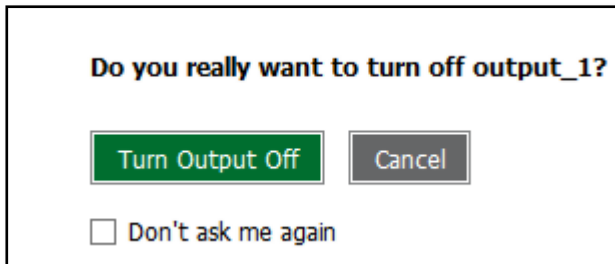 Do you really want to turn off output_1?
Turn Output Off Cancel
Don't ask me again